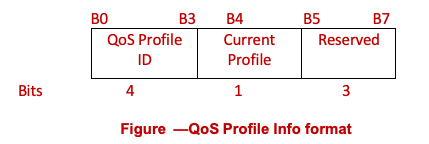 B0 B3 B4 B5 B7
QoS Profile ID Current Profile Reserved
Bits 4 1 3
Figure —QoS Profile Info format